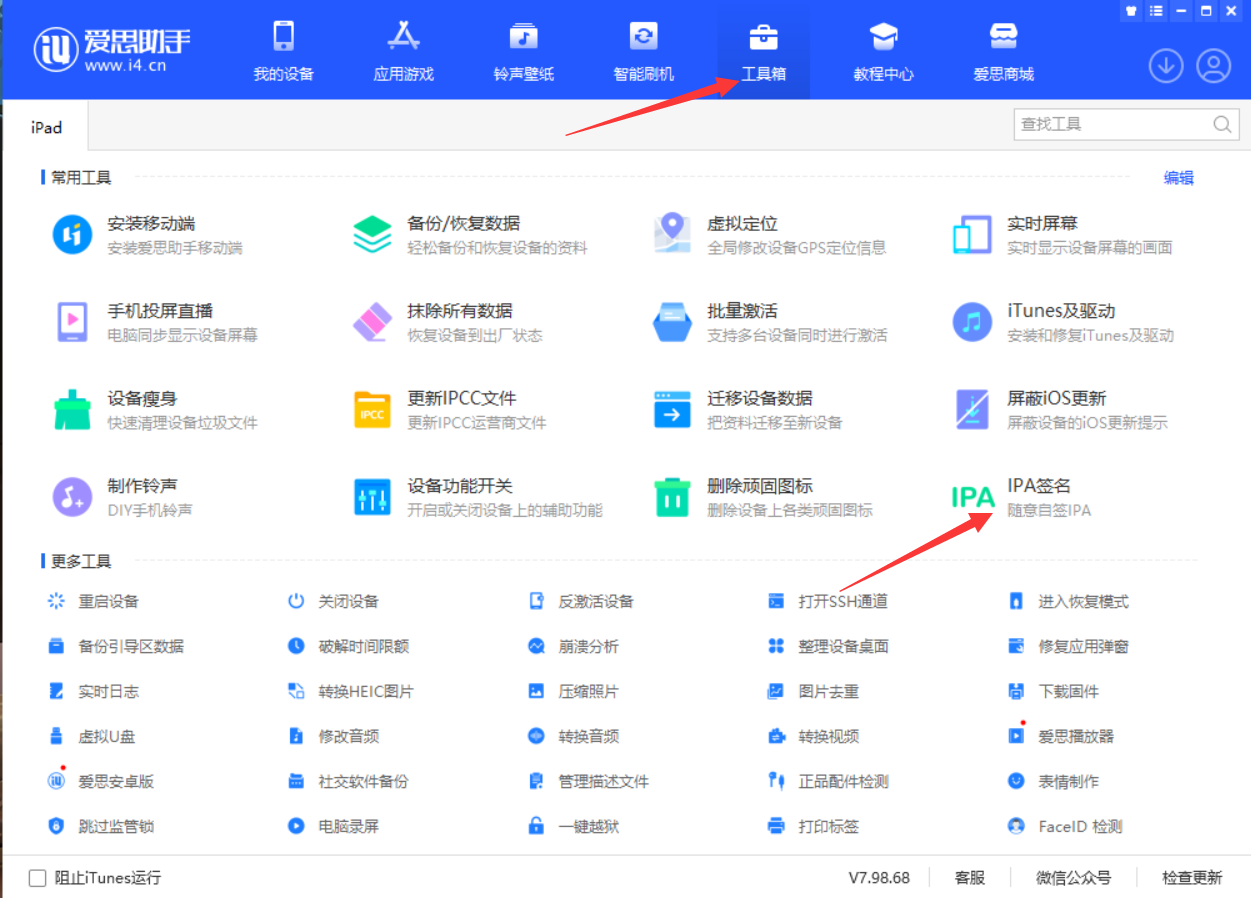 爱思助手
www.i4.cn
我的设备
应用游戏
铃声壁纸
智能刷机
工具箱
教程中心
爱思商城
iPad
查找工具
常用工具
编辑
安装移动端
安装爱思助手移动端
备份/恢复数据
轻松备份和恢复设备的资料
虚拟定位
全局修改设备GPS定位信息
实时屏幕
实时显示设备屏幕的画面
手机投屏直播
电脑同步显示设备屏幕
抹除所有数据
恢复设备到出厂状态
批量激活
支持多台设备同时进行激活
iTunes及驱动
安装和修复iTunes及驱动
设备瘦身
快速清理设备垃圾文件
IPCC
更新IPCC文件
更新IPCC运营商文件
迁移设备数据
把资料迁移至新设备
屏蔽iOS更新
屏蔽设备的iOS更新提示
制作铃声
DIY手机铃声
设备功能开关
开启或关闭设备上的辅助功能
删除顽固图标
删除设备上各类顽固图标
IPA
IPA签名
随意自签IPA
更多工具
重启设备
关闭设备
反激活设备
打开SSH通道
进入恢复模式
备份引导区数据
破解时间限额
崩溃分析
整理设备桌面
修复应用弹窗
实时日志
转换HEIC图片
压缩照片
图片去重
下载固件
虚拟U盘
修改音频
转换音频
转换视频
爱思播放器
爱思安卓版
社交软件备份
管理描述文件
正品配件检测
表情制作
跳过监管锁
电脑录屏
一键越狱
打印标签
FaceID 检测
阻止iTunes运行
V7.98.68
客服
微信公众号
检查更新